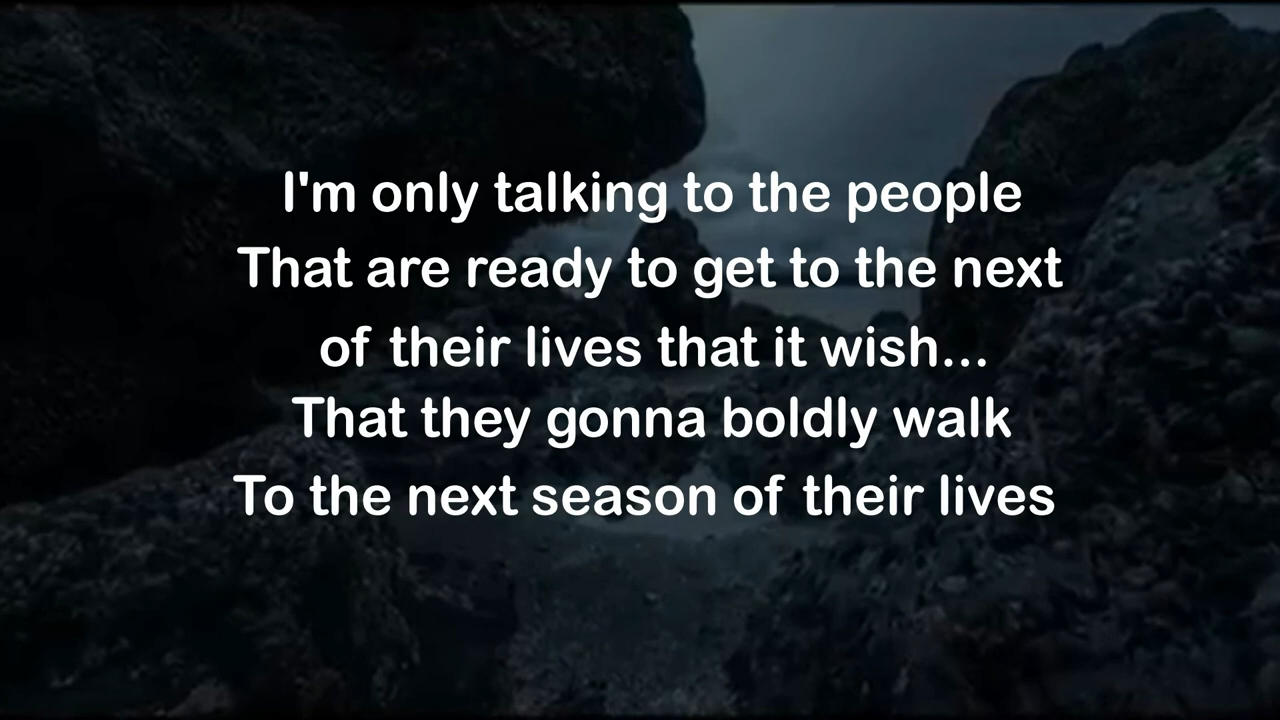 I'm only talking to the people
That are ready to get to the next
of their lives that it wish...
That they gonna boldly walk
To the next season of their lives